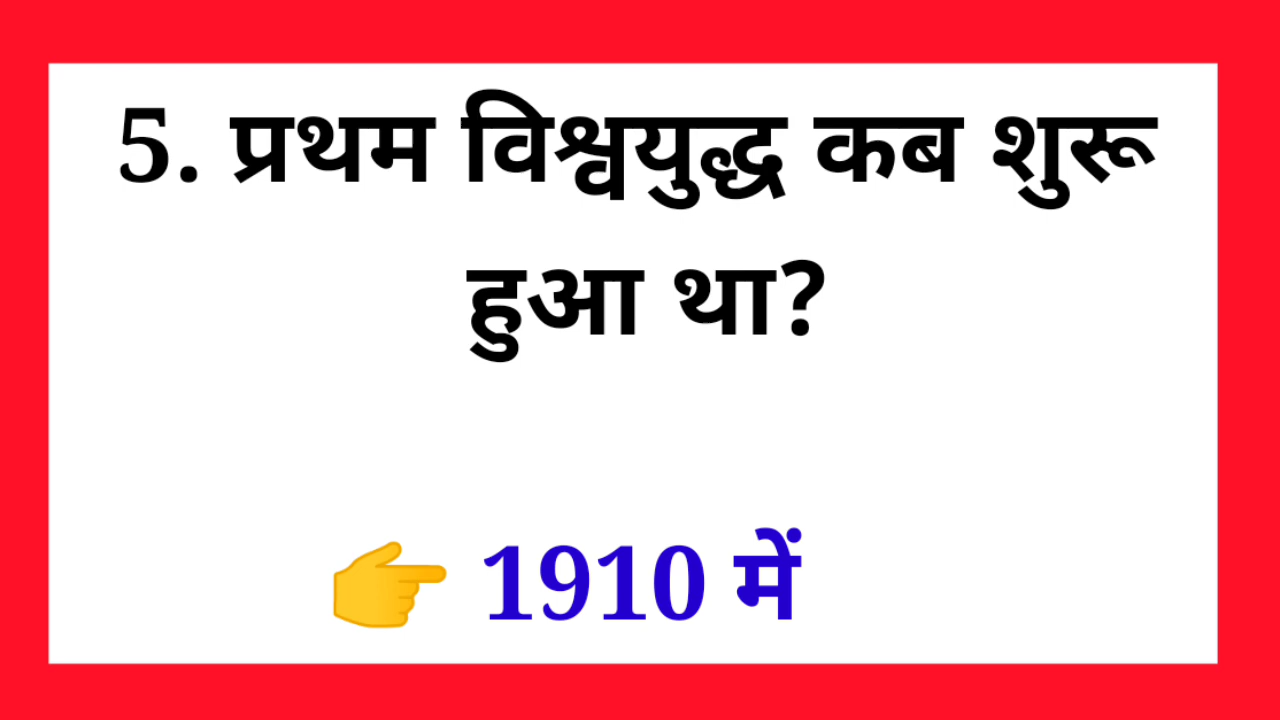 5. प्रथम विश्वयुद्ध कब शुरू
हुआ था?
👉 1910 में